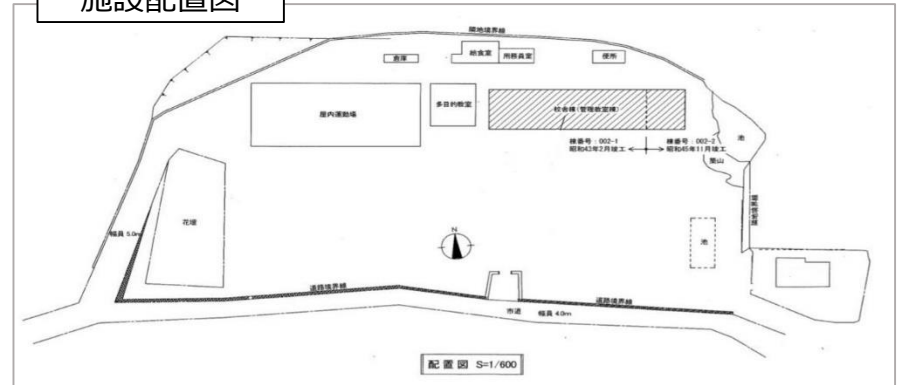 施設配置図
隣地境界線
倉庫
給食室
用務員室
便所
屋内運動場
多目的教室
校舎棟(管理教室棟)
棟番号：002-1
昭和43年2月竣工
棟番号：002-2
昭和45年11月竣工
池
築山
隣地境界線
花壇
幅員 5.0m
N
池
道路境界線
道路境界線
市道
幅員 4.0m
配置図 S=1/600